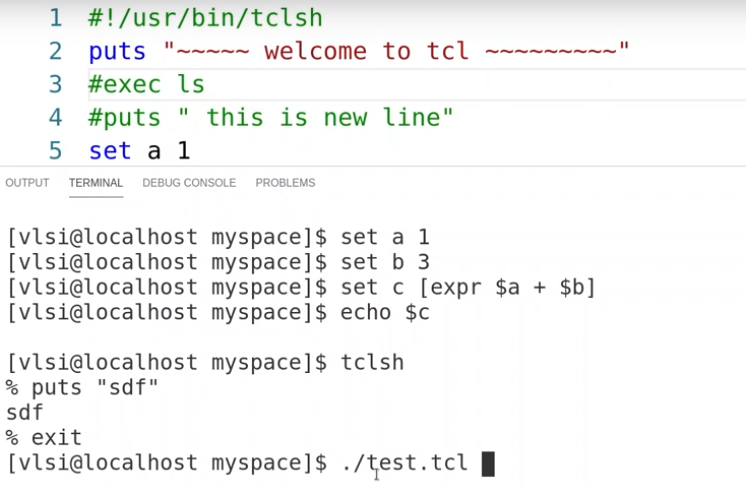 1 #!/usr/bin/tclsh
2 puts "~~~~~ welcome to tcl ~~~~~~~~~"
3 #exec ls
4 #puts " this is new line"
5 set a 1
OUTPUT TERMINAL DEBUG CONSOLE PROBLEMS
[vlsi@localhost myspace]$ set a 1
[vlsi@localhost myspace]$ set b 3
[vlsi@localhost myspace]$ set c [expr $a + $b]
[vlsi@localhost myspace]$ echo $c
[vlsi@localhost myspace]$ tclsh
% puts "sdf"
sdf
% exit
[vlsi@localhost myspace]$ ./test.tcl